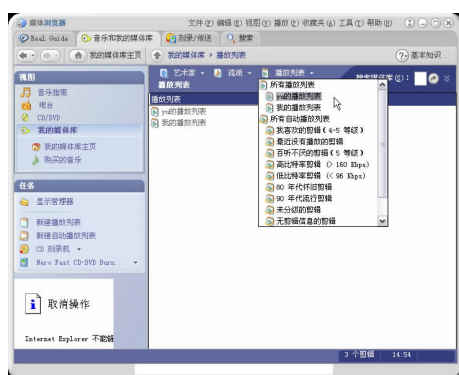 媒体浏览器 文件(F) 编辑(E) 视图(V) 播放(P) 收藏夹(A) 工具(T) 帮助(H)
Real Guide 音乐和我的媒体库 刻录/传送 搜索
我的媒体库主页 我的媒体库 > 播放列表 基本知识
视图
音乐指南
电台
CD/DVD
我的媒体库
我的媒体库主页
购买的音乐
任务
显示管理器
新建播放列表
新建自动播放列表
CD 刻录机
Nero Fast CD-DVD Burn...
取消操作
Internet Explorer 不能链
艺术家 流派 播放列表
播放列表
播放列表
yu的播放列表
我的播放列表
所有播放列表
yu的播放列表
我的播放列表
所有自动播放列表
我喜欢的剪辑(4-5 等级)
最近没有播放的剪辑
百听不厌的剪辑(5 等级)
高比特率剪辑 (> 160 Kbps)
低比特率剪辑 (< 96 Kbps)
80 年代怀旧剪辑
90 年代流行剪辑
未分级的剪辑
无剪辑信息的剪辑
3 个剪辑 14:54